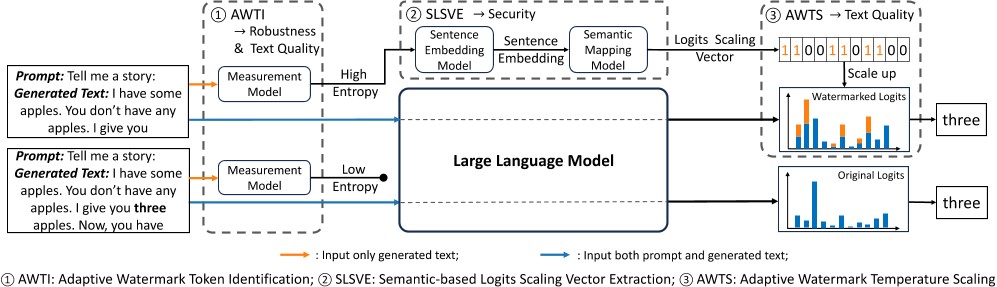 ① AWTI
→ Robustness
& Text Quality
② SLSVE → Security
③ AWTS → Text Quality
Sentence
Embedding
Model
Sentence
Embedding
Semantic
Mapping
Model
Logits Scaling
Vector
1 1 0 0 1 1 0 1 1 0 0
Scale up
Prompt: Tell me a story:
Generated Text: I have some
apples. You don't have any
apples. I give you
Measurement
Model
High
Entropy
Watermarked Logits
three
Large Language Model
Prompt: Tell me a story:
Generated Text: I have some
apples. You don't have any
apples. I give you three
apples. Now, you have
Measurement
Model
Low
Entropy
Original Logits
three
: Input only generated text;
: Input both prompt and generated text;
① AWTI: Adaptive Watermark Token Identification; ② SLSVE: Semantic-based Logits Scaling Vector Extraction; ③ AWTS: Adaptive Watermark Temperature Scaling